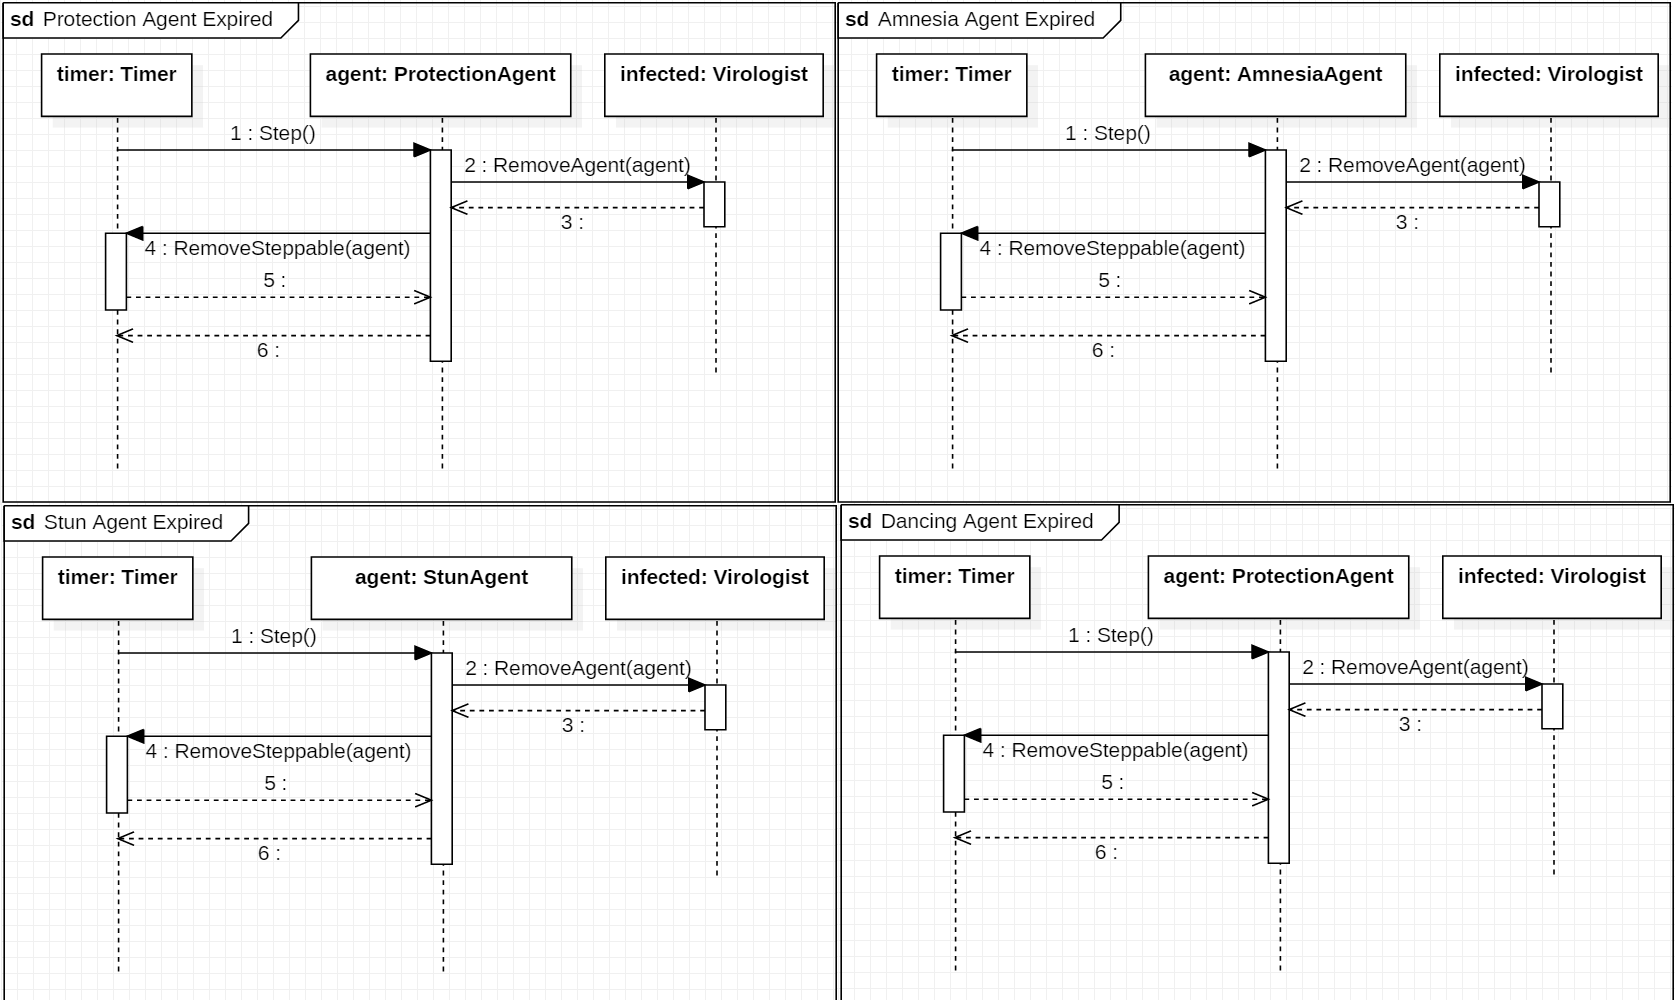 sd Protection Agent Expired
timer: Timer
agent: ProtectionAgent
infected: Virologist
1 : Step()
2 : RemoveAgent(agent)
3 :
4 : RemoveSteppable(agent)
5 :
6 :
sd Amnesia Agent Expired
timer: Timer
agent: AmnesiaAgent
infected: Virologist
1 : Step()
2 : RemoveAgent(agent)
3 :
4 : RemoveSteppable(agent)
5 :
6 :
sd Stun Agent Expired
timer: Timer
agent: StunAgent
infected: Virologist
1 : Step()
2 : RemoveAgent(agent)
3 :
4 : RemoveSteppable(agent)
5 :
6 :
sd Dancing Agent Expired
timer: Timer
agent: ProtectionAgent
infected: Virologist
1 : Step()
2 : RemoveAgent(agent)
3 :
4 : RemoveSteppable(agent)
5 :
6 :